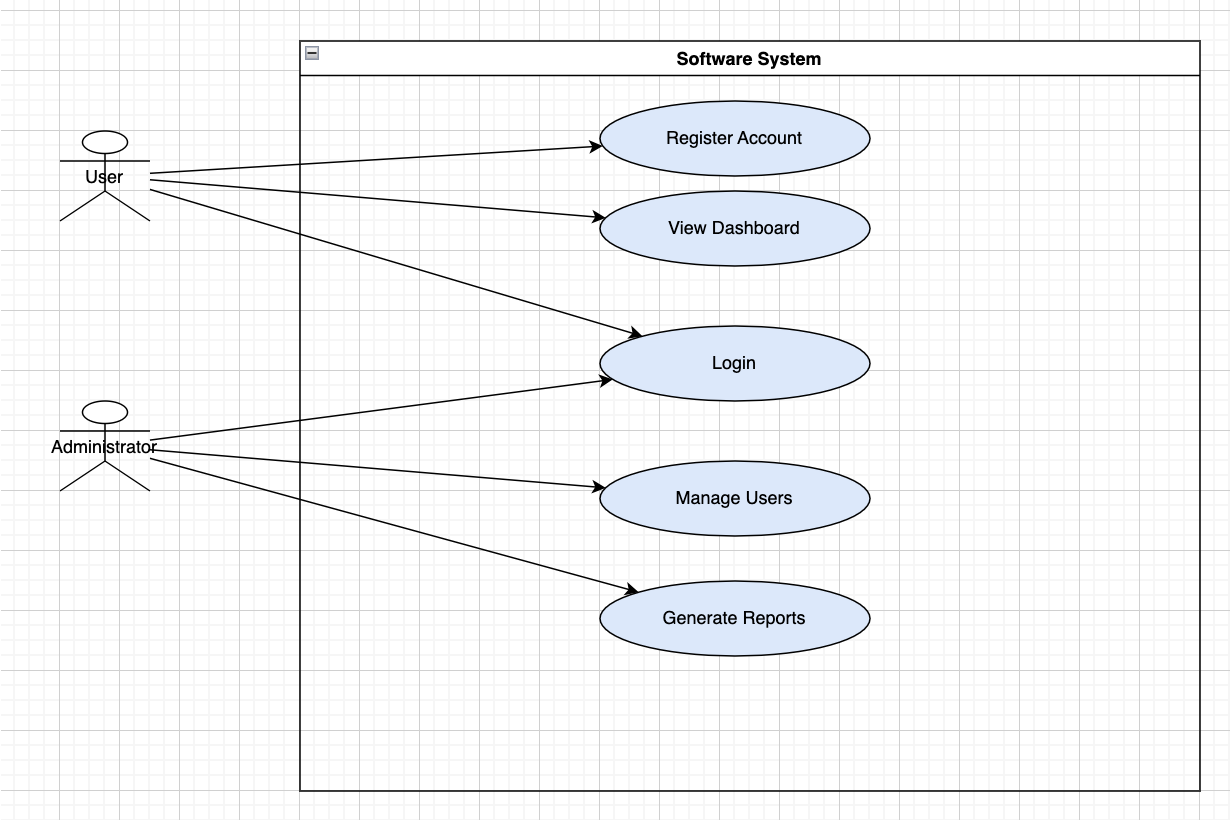 Software System
Register Account
User
View Dashboard
Login
Administrator
Manage Users
Generate Reports